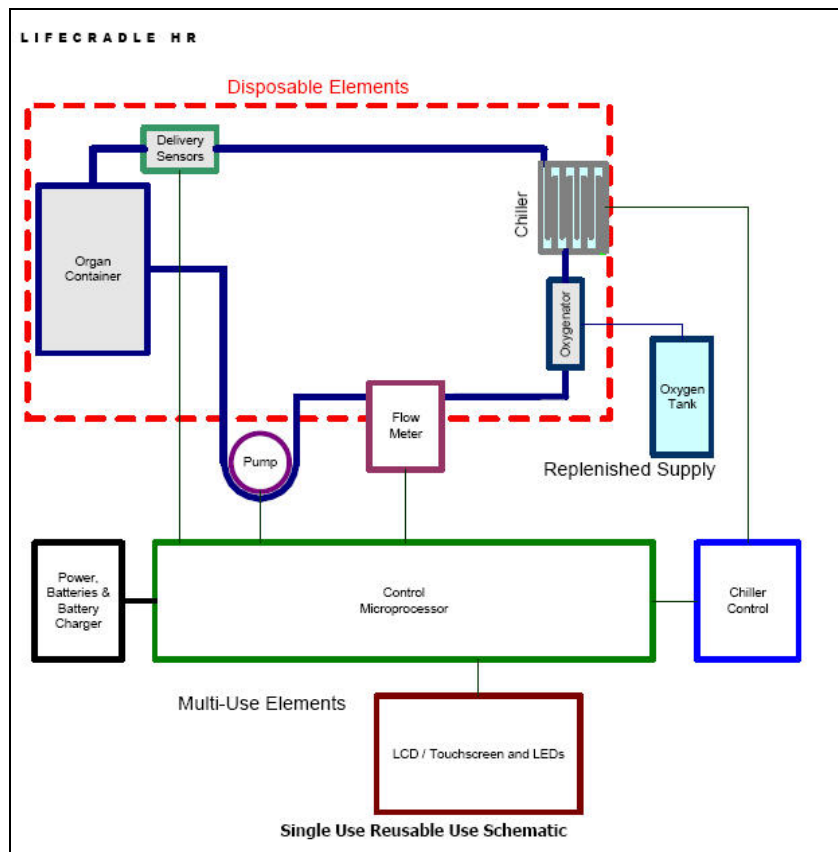 LIFECRADLE HR
Disposable Elements
Delivery
Sensors
Chiller
Organ
Container
Oxygenator
Oxygen
Tank
Flow
Meter
Pump
Replenished Supply
Power,
Batteries &
Battery
Charger
Control
Microprocessor
Chiller
Control
Multi-Use Elements
LCD / Touchscreen and LEDs
Single Use Reusable Use Schematic